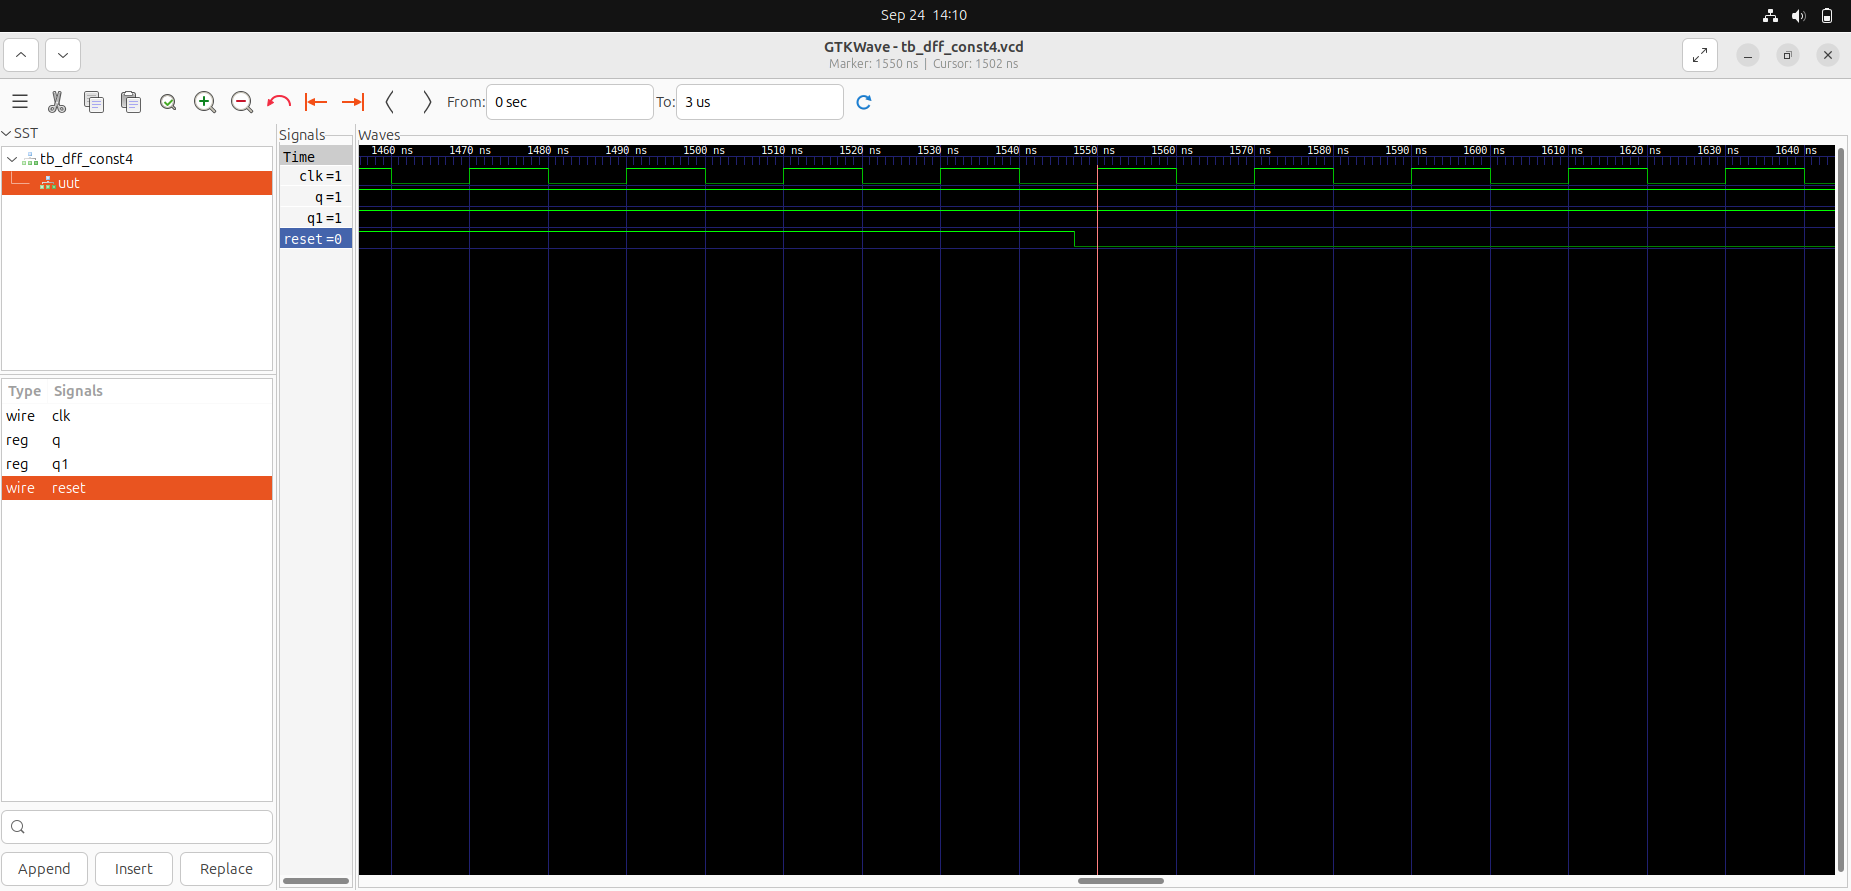 Sep 24 14:10
GTKWave - tb_dff_const4.vcd
Marker: 1550 ns | Cursor: 1502 ns
From: 0 sec To: 3 us
SST
tb_dff_const4
uut
Type Signals
wire clk
reg q
reg q1
wire reset
Append Insert Replace
Signals
Time
clk=1
q=1
q1=1
reset=0
Waves
1460 ns 1470 ns 1480 ns 1490 ns 1500 ns 1510 ns 1520 ns 1530 ns 1540 ns 1550 ns 1560 ns 1570 ns 1580 ns 1590 ns 1600 ns 1610 ns 1620 ns 1630 ns 1640 ns